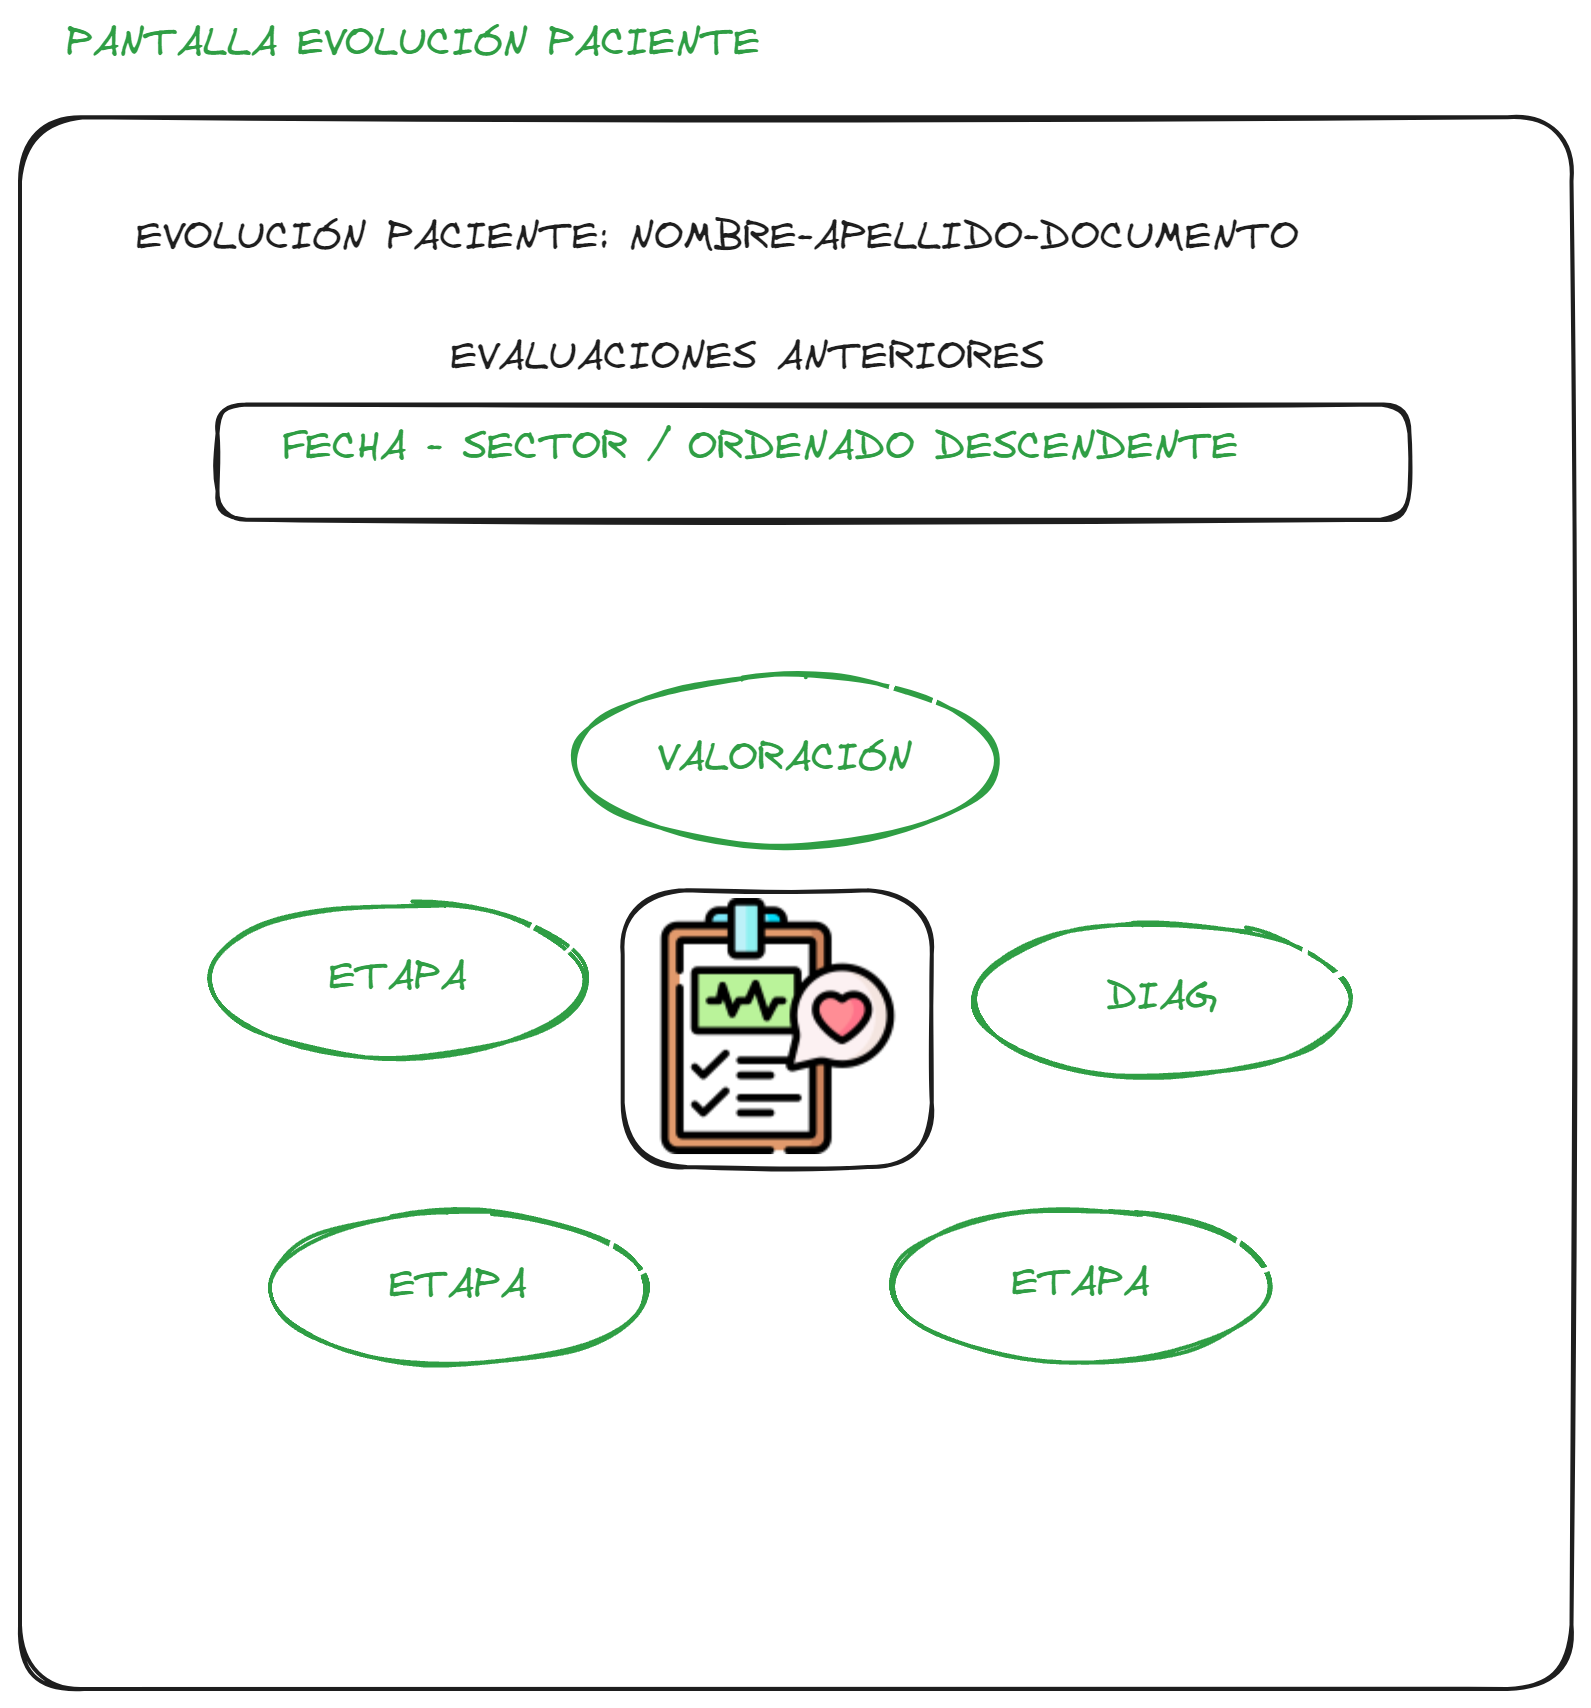 PANTALLA EVOLUCIÓN PACIENTE
EVOLUCIÓN PACIENTE: NOMBRE-APELLIDO-DOCUMENTO
EVALUACIONES ANTERIORES
FECHA - SECTOR / ORDENADO DESCENDENTE
VALORACIÓN
ETAPA
DIAG
ETAPA
ETAPA